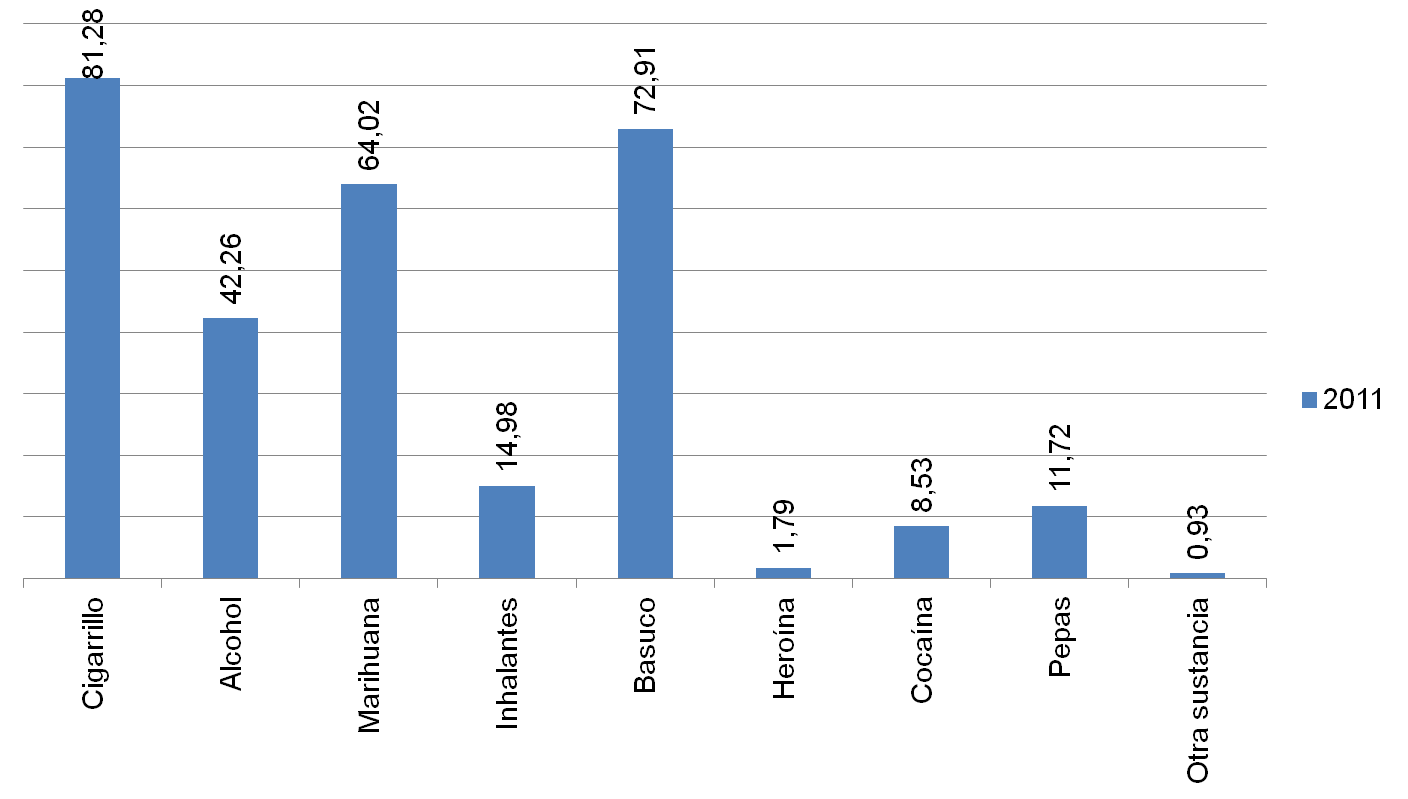 81,28
42,26
64,02
14,98
72,91
1,79
8,53
11,72
0,93
2011
Cigarrillo
Alcohol
Marihuana
Inhalantes
Basuco
Heroína
Cocaína
Pepas
Otra sustancia